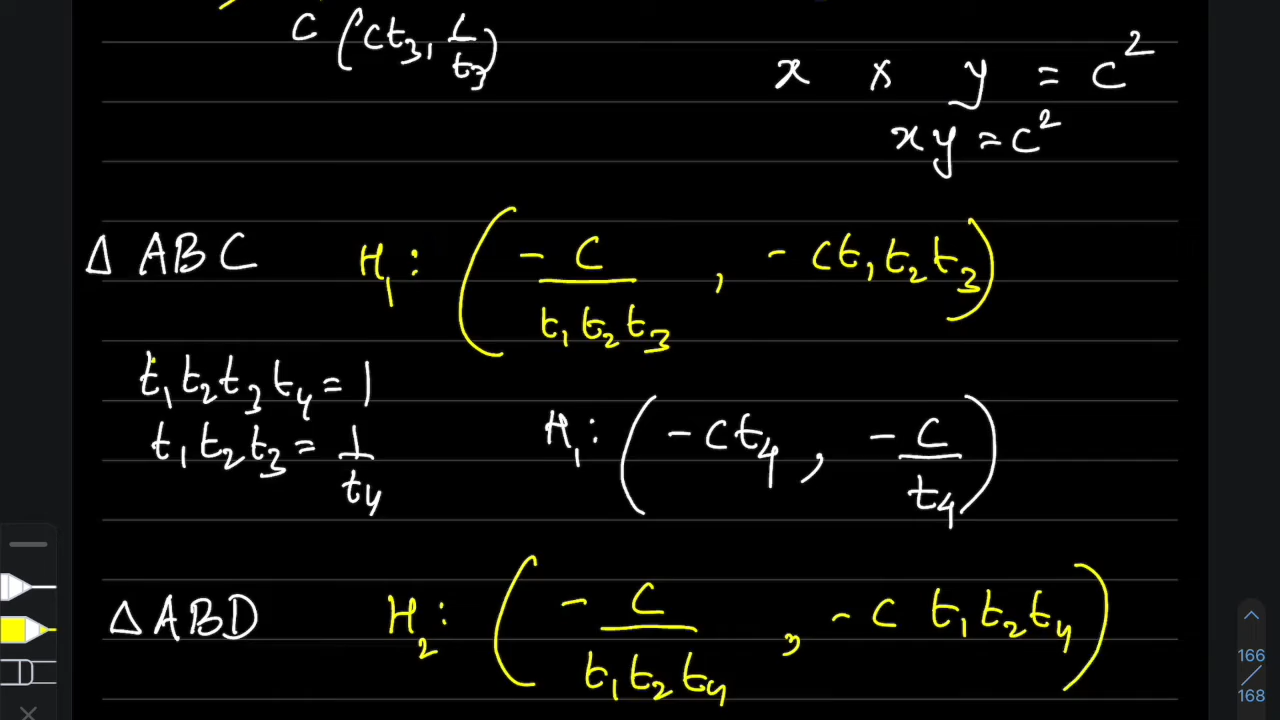 C (ct₃, c/t₃)
x × y = c²
xy = c²
Δ ABC H₁ : (-c/t₁t₂t₃ , -ct₁t₂t₃)
t₁t₂t₃t₄ = 1
t₁t₂t₃ = 1/t₄
H₁ : (-ct₄ , -c/t₄)
Δ ABD H₂ : (-c/t₁t₂t₄ , -c t₁t₂t₄)
166
168